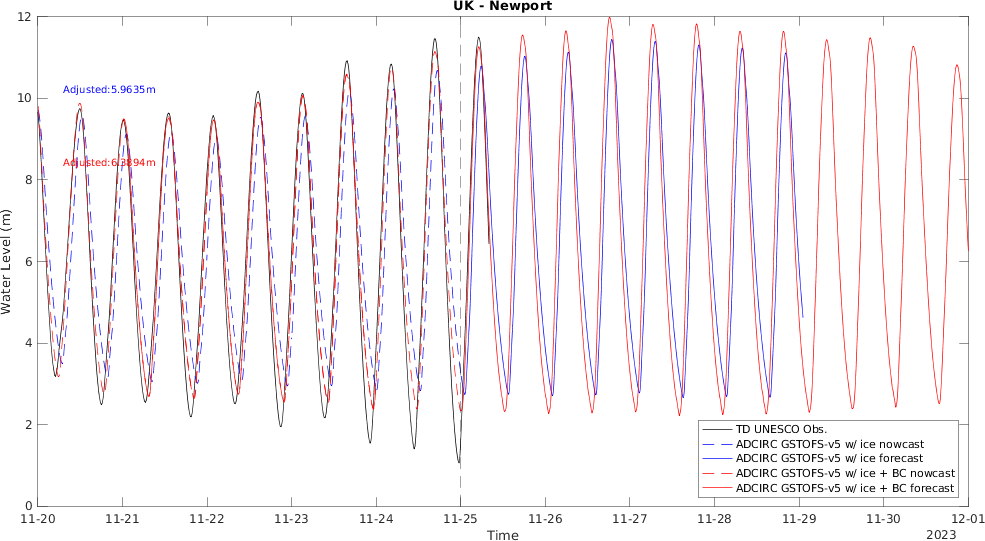 UK - Newport
12
10
8
6
4
2
0
Water Level (m)
Adjusted:5.9635m
Adjusted:6.3894m
TD UNESCO Obs.
ADCIRC GSTOFS-v5 w/ ice nowcast
ADCIRC GSTOFS-v5 w/ ice forecast
ADCIRC GSTOFS-v5 w/ ice + BC nowcast
ADCIRC GSTOFS-v5 w/ ice + BC forecast
11-20 11-21 11-22 11-23 11-24 11-25 11-26 11-27 11-28 11-29 11-30 12-01
Time
2023